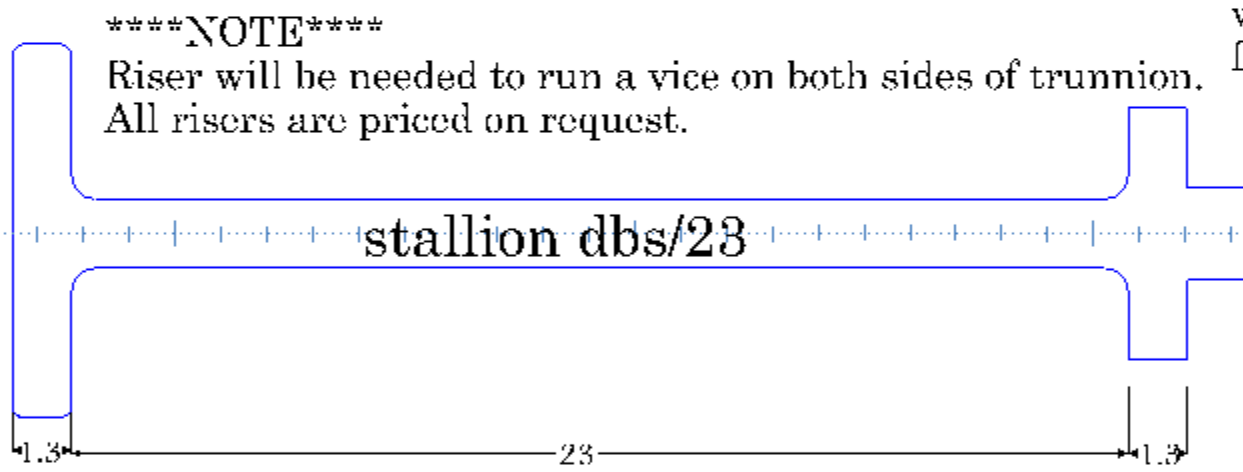 ****NOTE****
Riser will be needed to run a vice on both sides of trunnion.
All risers are priced on request.
stallion dbs/23
1.3
23
1.3